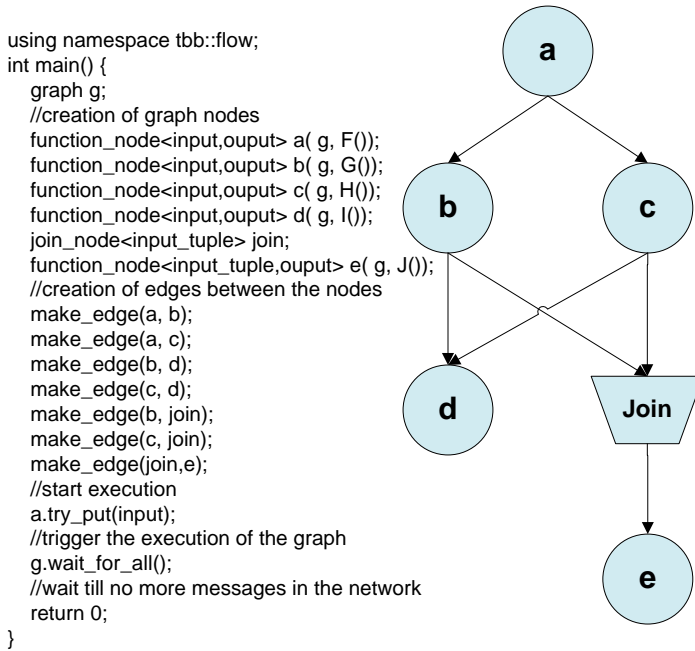 using namespace tbb::flow;
int main() {
graph g;
//creation of graph nodes
function_node<input,ouput> a( g, F());
function_node<input,ouput> b( g, G());
function_node<input,ouput> c( g, H());
function_node<input,ouput> d( g, I());
join_node<input_tuple> join;
function_node<input_tuple,ouput> e( g, J());
//creation of edges between the nodes
make_edge(a, b);
make_edge(a, c);
make_edge(b, d);
make_edge(c, d);
make_edge(b, join);
make_edge(c, join);
make_edge(join,e);
//start execution
a.try_put(input);
//trigger the execution of the graph
g.wait_for_all();
//wait till no more messages in the network
return 0;
}
a
b
c
d
Join
e